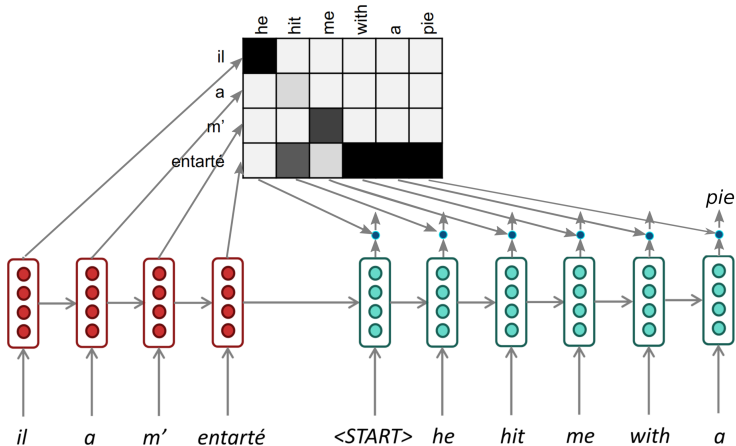 he hit me with a pie
il
a
m’
entarté
pie
il a m’ entarté <START> he hit me with a